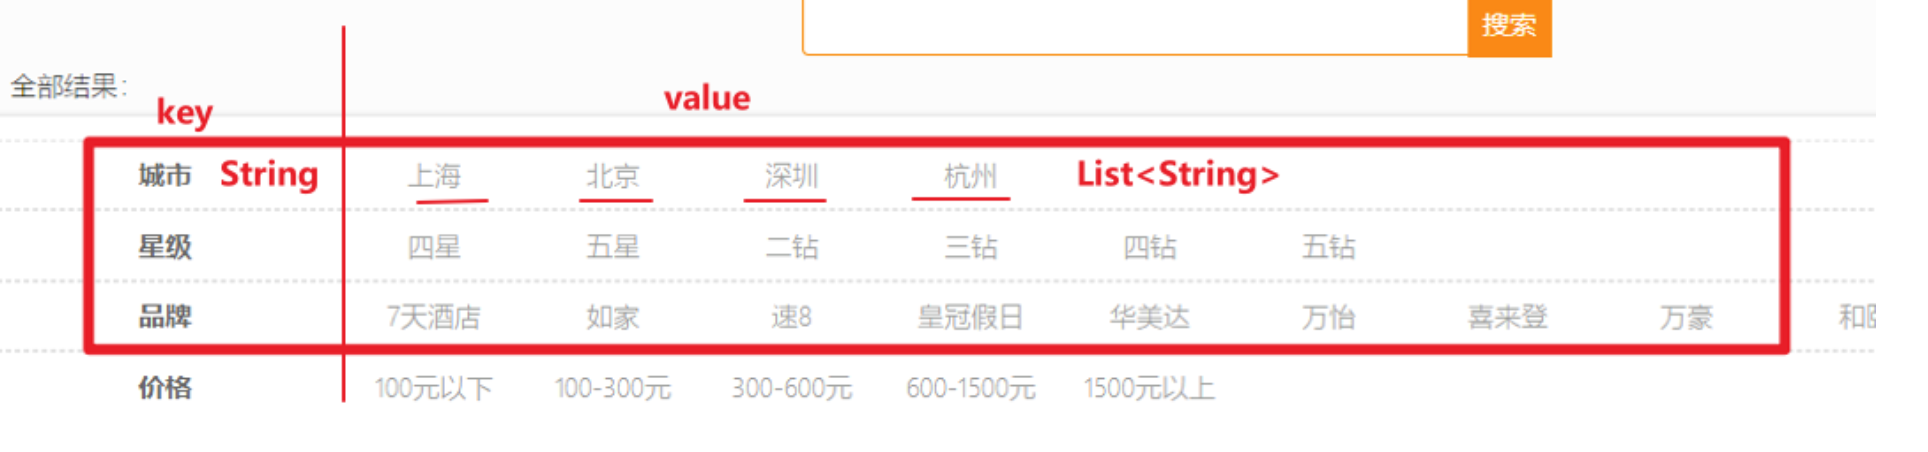 搜索
全部结果:
key value
城市 String 上海 北京 深圳 杭州 List<String>
星级 四星 五星 二钻 三钻 四钻 五钻
品牌 7天酒店 如家 速8 皇冠假日 华美达 万怡 喜来登 万豪 和
价格 100元以下 100-300元 300-600元 600-1500元 1500元以上